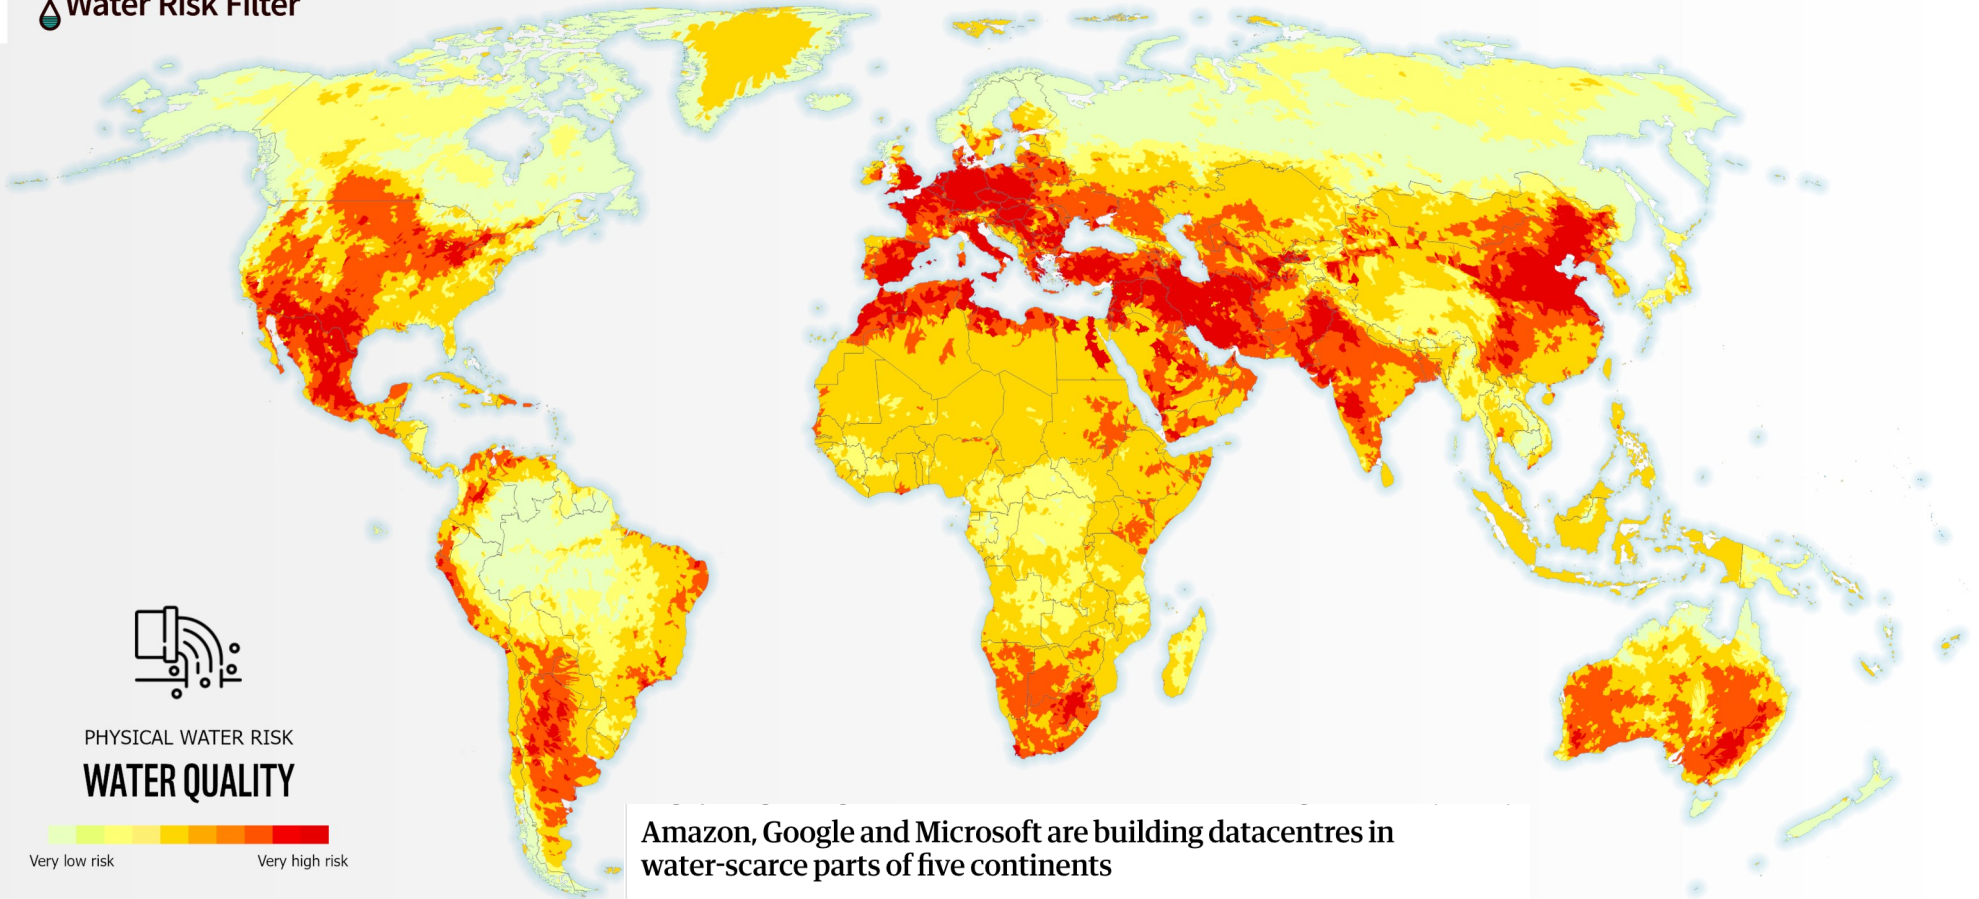 Water Risk Filter
PHYSICAL WATER RISK
WATER QUALITY
Very low risk
Very high risk
Amazon, Google and Microsoft are building datacentres in
water-scarce parts of five continents